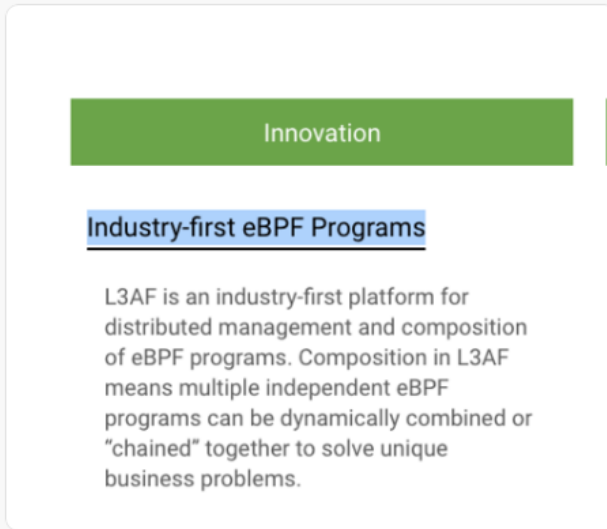 Innovation
Industry-first eBPF Programs
L3AF is an industry-first platform for
distributed management and composition
of eBPF programs. Composition in L3AF
means multiple independent eBPF
programs can be dynamically combined or
“chained” together to solve unique
business problems.